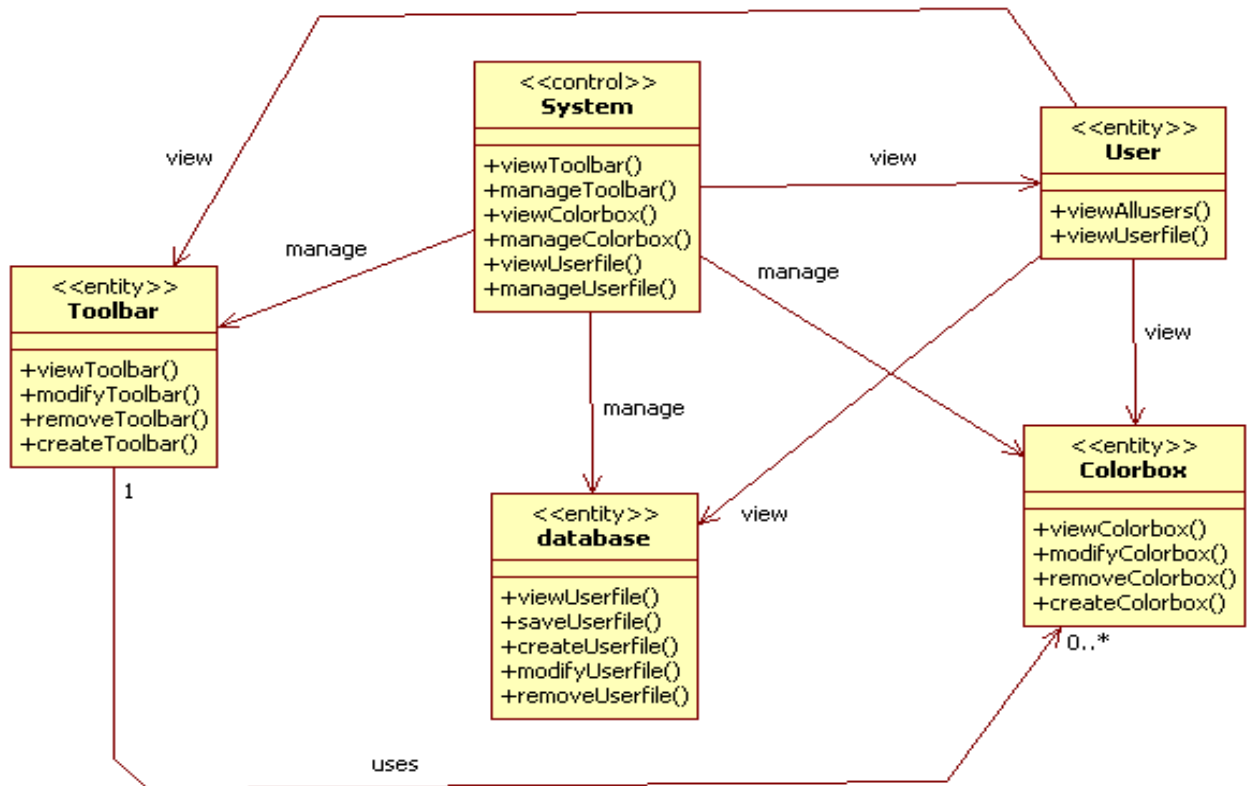 <<control>>
System
+viewToolbar()
+manageToolbar()
+viewColorbox()
+manageColorbox()
+viewUserfile()
+manageUserfile()
<<entity>>
User
+viewAllusers()
+viewUserfile()
view
view
manage
manage
<<entity>>
Toolbar
+viewToolbar()
+modifyToolbar()
+removeToolbar()
+createToolbar()
1
manage
view
view
<<entity>>
database
+viewUserfile()
+saveUserfile()
+createUserfile()
+modifyUserfile()
+removeUserfile()
<<entity>>
Colorbox
+viewColorbox()
+modifyColorbox()
+removeColorbox()
+createColorbox()
0..*
uses